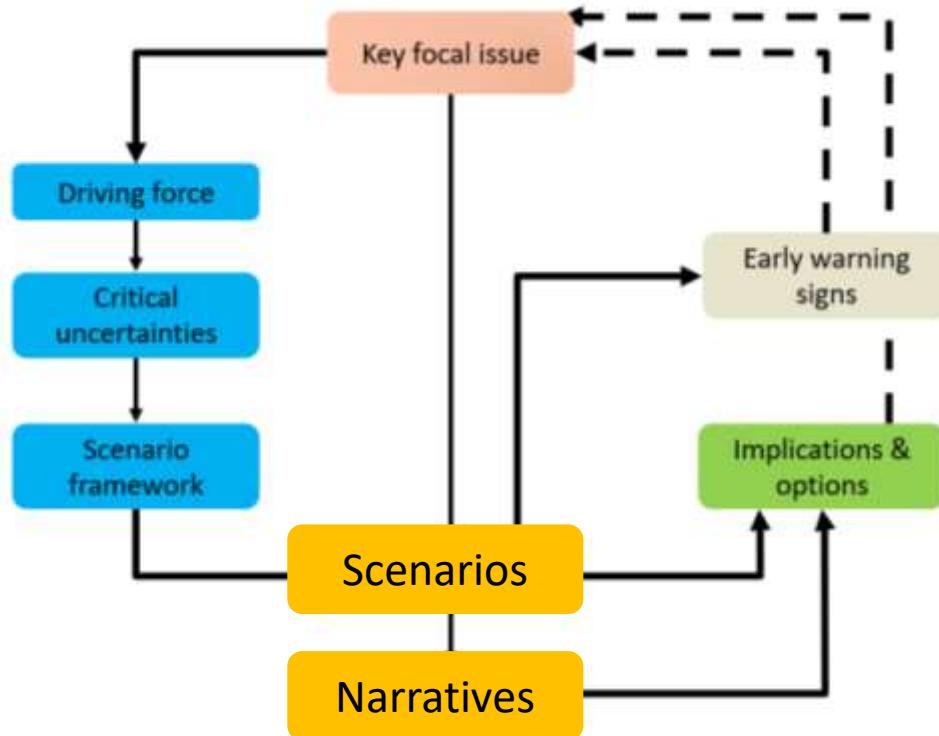 Key focal issue
Driving force
Critical
uncertainties
Scenario
framework
Early warning
signs
Implications &
options
Scenarios
Narratives